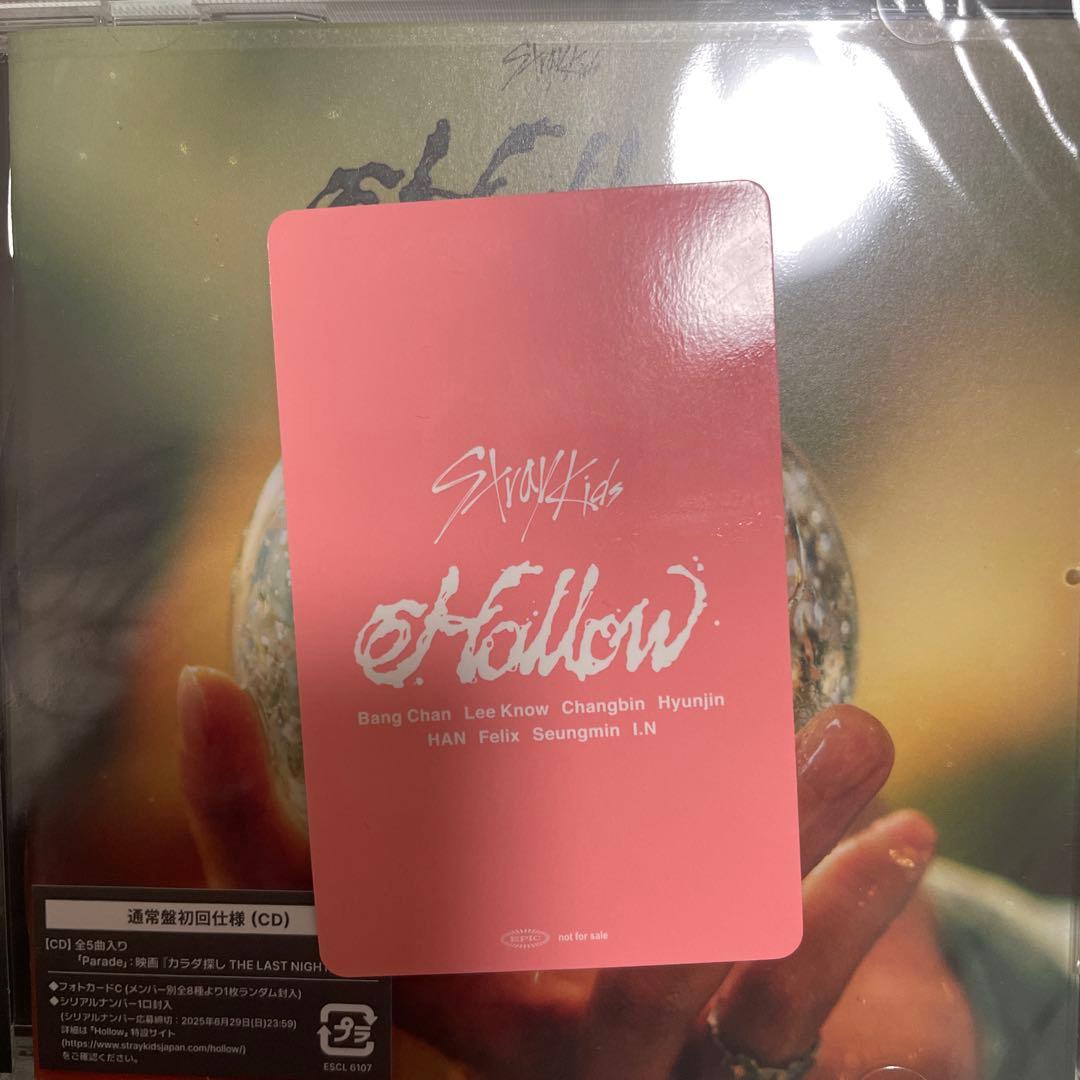 StrayKids
StrayKids
Hollow
Bang Chan Lee Know Changbin Hyunjin
HAN Felix Seungmin I.N
EPIC not for sale
通常盤初回仕様 (CD)
【CD】全5曲入り
「Parade」：映画『カラダ探し THE LAST NIGHT
◆フォトカードC (メンバー別全8種より1枚ランダム封入)
◆シリアルナンバー1口封入
(シリアルナンバー応募締切：2025年6月29日(日)23:59)
詳細は「Hollow」特設サイト
(https://www.straykidsjapan.com/hollow/)
をご確認ください。
プラ
ESCL 6107